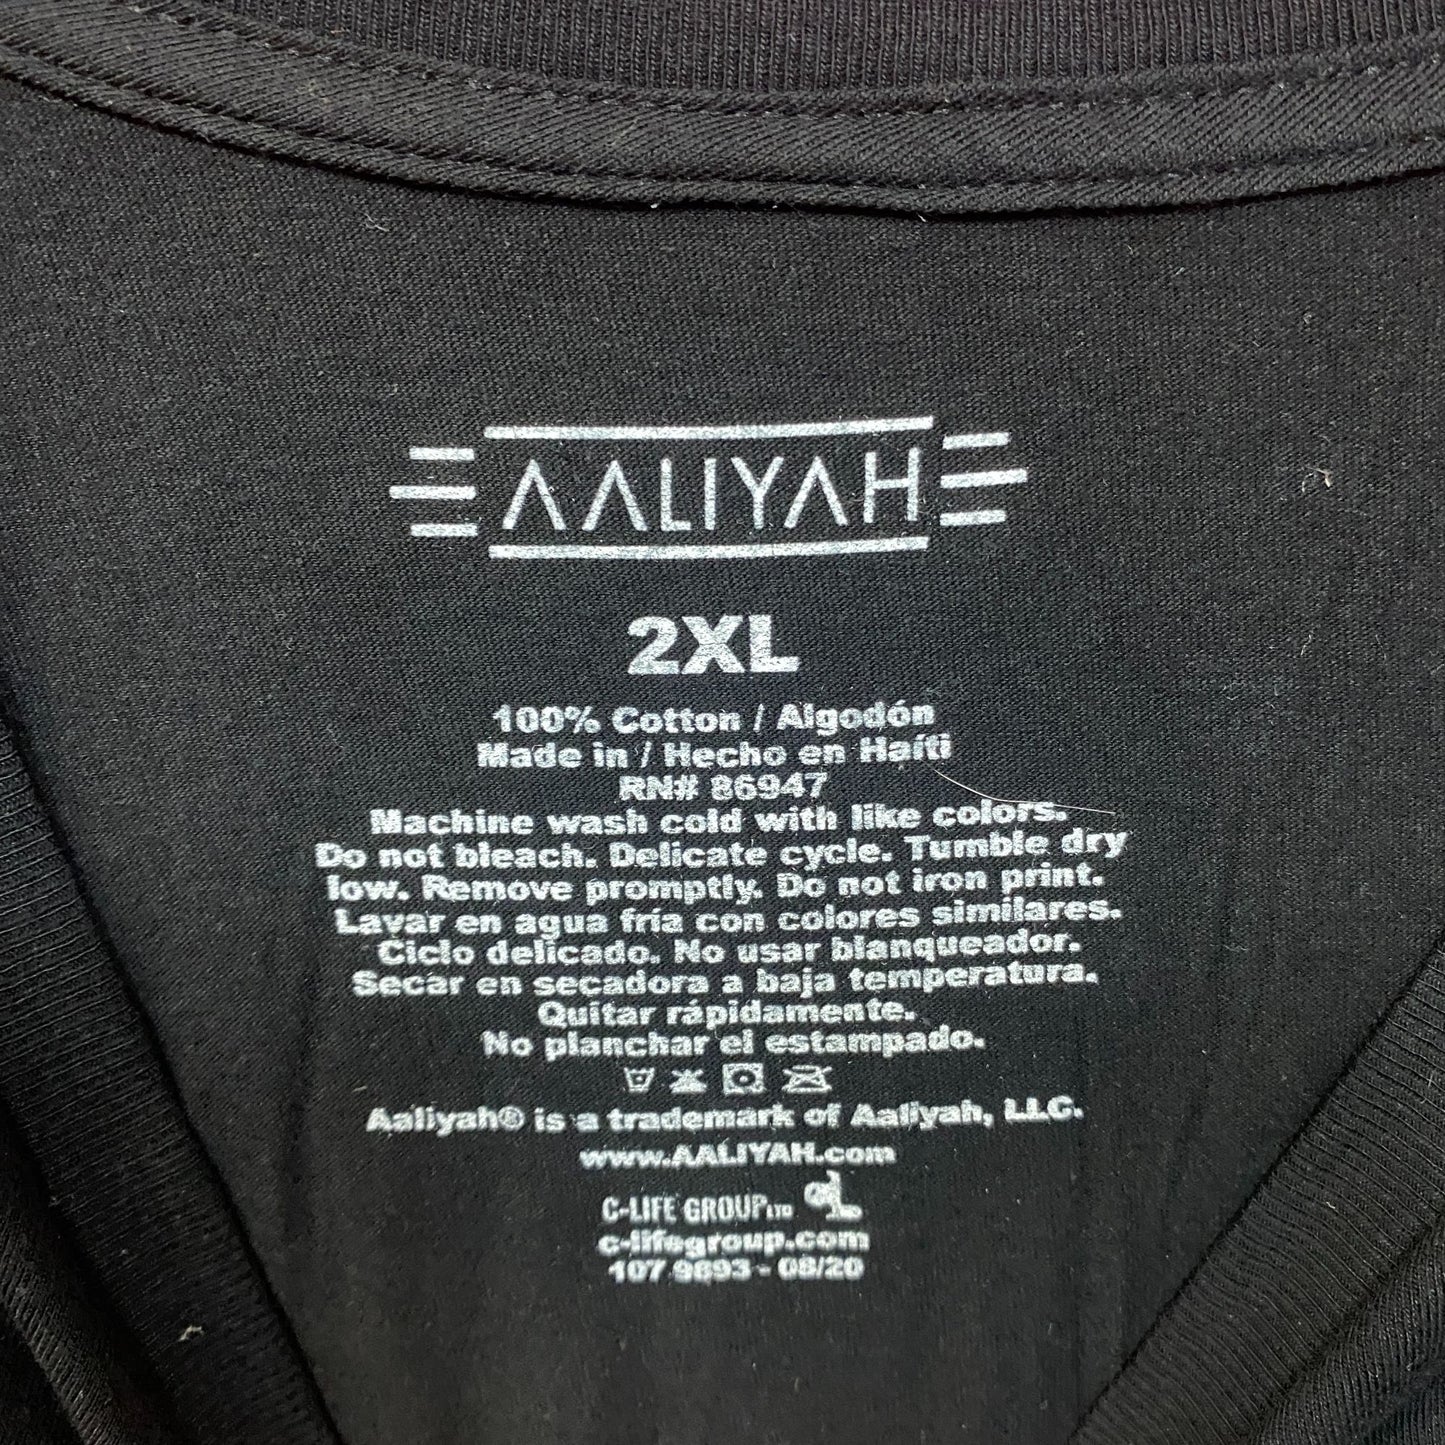 AALIYAH
2XL
100% Cotton / Algodón
Made in / Hecho en Haíti
RN# 86947
Machine wash cold with like colors.
Do not bleach. Delicate cycle. Tumble dry
low. Remove promptly. Do not iron print.
Lavar en agua fría con colores similares.
Ciclo delicado. No usar blanqueador.
Secar en secadora a baja temperatura.
Quitar rápidamente.
No planchar el estampado.
Aaliyah® is a trademark of Aaliyah, LLC.
www.AALIYAH.com
C-LIFE GROUP LTD
c-lifegroup.com
107 9893 - 08/20